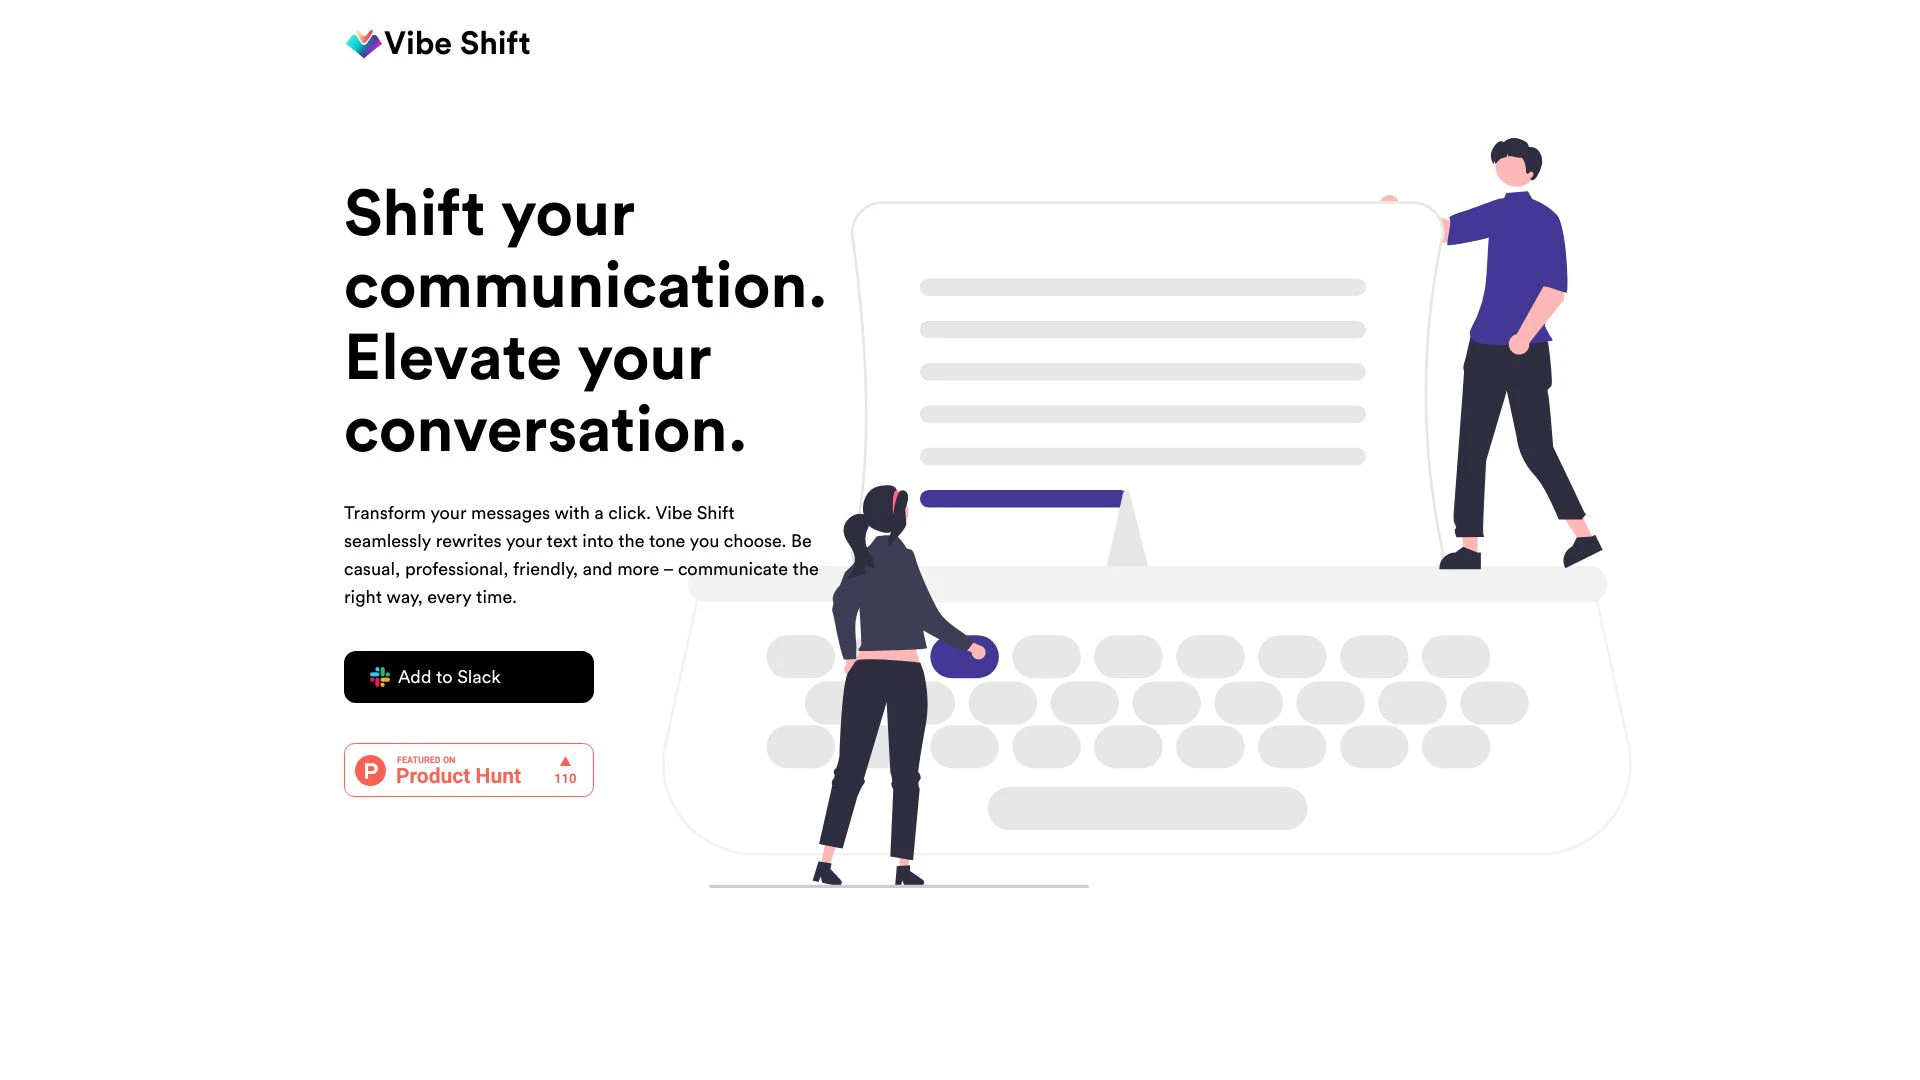 Vibe Shift
Shift your
communication.
Elevate your
conversation.
Transform your messages with a click. Vibe Shift
seamlessly rewrites your text into the tone you choose. Be
casual, professional, friendly, and more – communicate the
right way, every time.
Add to Slack
P
FEATURED ON
Product Hunt
▲
110